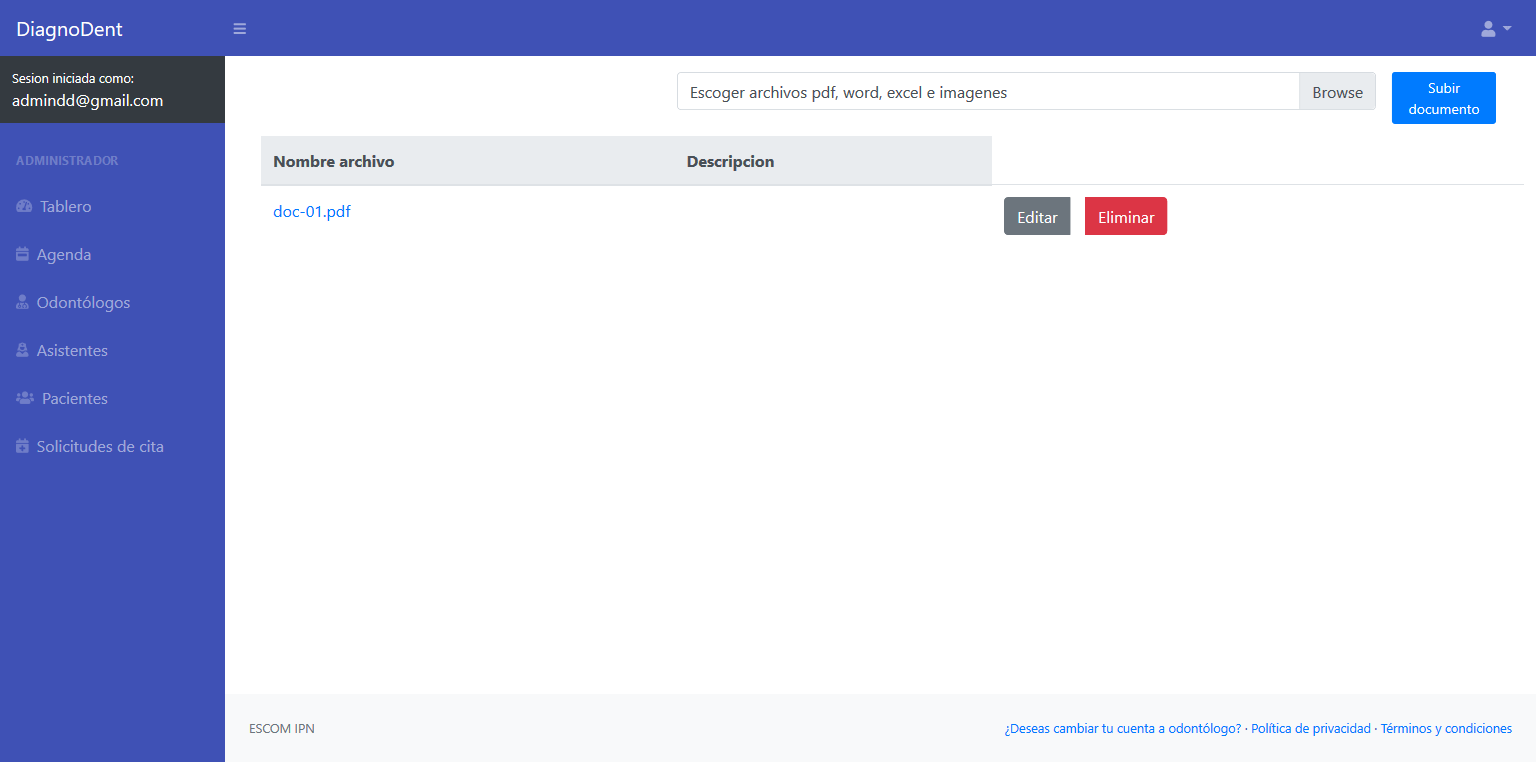 DiagnoDent
Sesion iniciada como:
admindd@gmail.com
ADMINISTRADOR
Tablero
Agenda
Odontólogos
Asistentes
Pacientes
Solicitudes de cita
Escoger archivos pdf, word, excel e imagenes Browse
Subir
documento
Nombre archivo Descripcion
doc-01.pdf Editar Eliminar
ESCOM IPN ¿Deseas cambiar tu cuenta a odontólogo? · Política de privacidad · Términos y condiciones